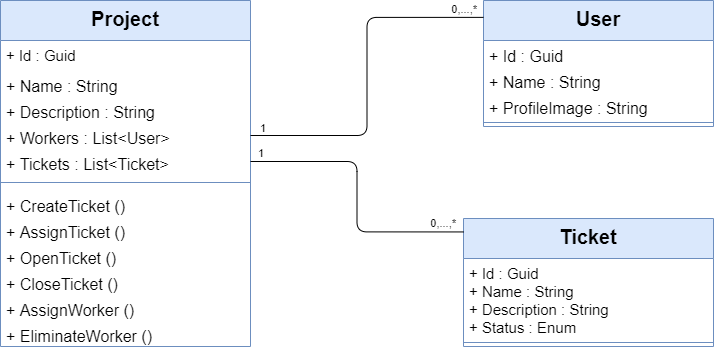 Project
+ Id : Guid
+ Name : String
+ Description : String
+ Workers : List<User>
+ Tickets : List<Ticket>
+ CreateTicket ()
+ AssignTicket ()
+ OpenTicket ()
+ CloseTicket ()
+ AssignWorker ()
+ EliminateWorker ()
1
0,...,*
1
0,...,*
User
+ Id : Guid
+ Name : String
+ ProfileImage : String
Ticket
+ Id : Guid
+ Name : String
+ Description : String
+ Status : Enum